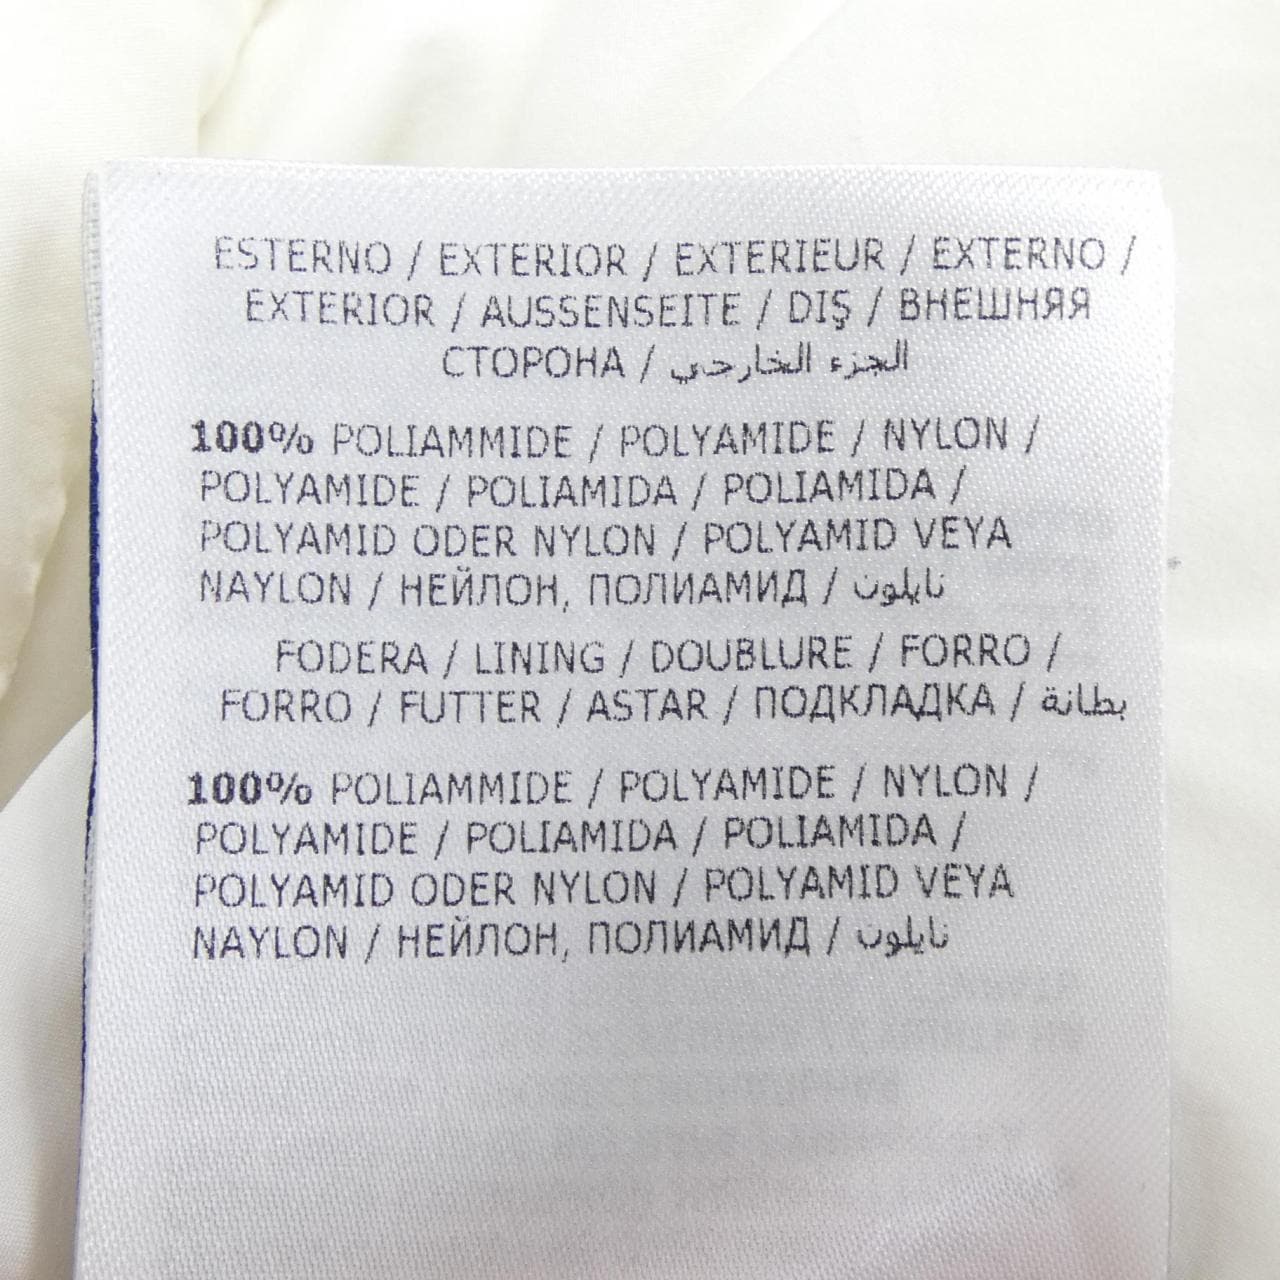 ESTERNO / EXTERIOR / EXTERIEUR / EXTERNO /
EXTERIOR / AUSSENSEITE / DIŞ / ВНЕШНЯЯ
СТОРОНА / الجزء الخارجي
100% POLIAMMIDE / POLYAMIDE / NYLON /
POLYAMIDE / POLIAMIDA / POLIAMIDA /
POLYAMID ODER NYLON / POLYAMID VEYA
NAYLON / НЕЙЛОН, ПОЛИАМИД / نايلون
FODERA / LINING / DOUBLURE / FORRO /
FORRO / FUTTER / ASTAR / ПОДКЛАДКА / بطانة
100% POLIAMMIDE / POLYAMIDE / NYLON /
POLYAMIDE / POLIAMIDA / POLIAMIDA /
POLYAMID ODER NYLON / POLYAMID VEYA
NAYLON / НЕЙЛОН, ПОЛИАМИД / نايلون